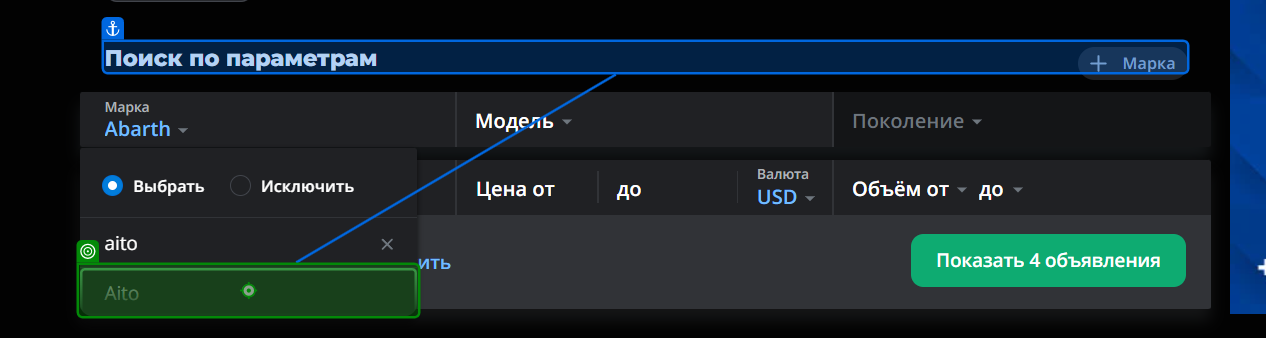 Поиск по параметрам
Марка
Марка
Abarth
Модель
Поколение
Выбрать
Исключить
Цена от
до
Валюта
USD
Объём от
до
aito
ить
Показать 4 объявления
Aito